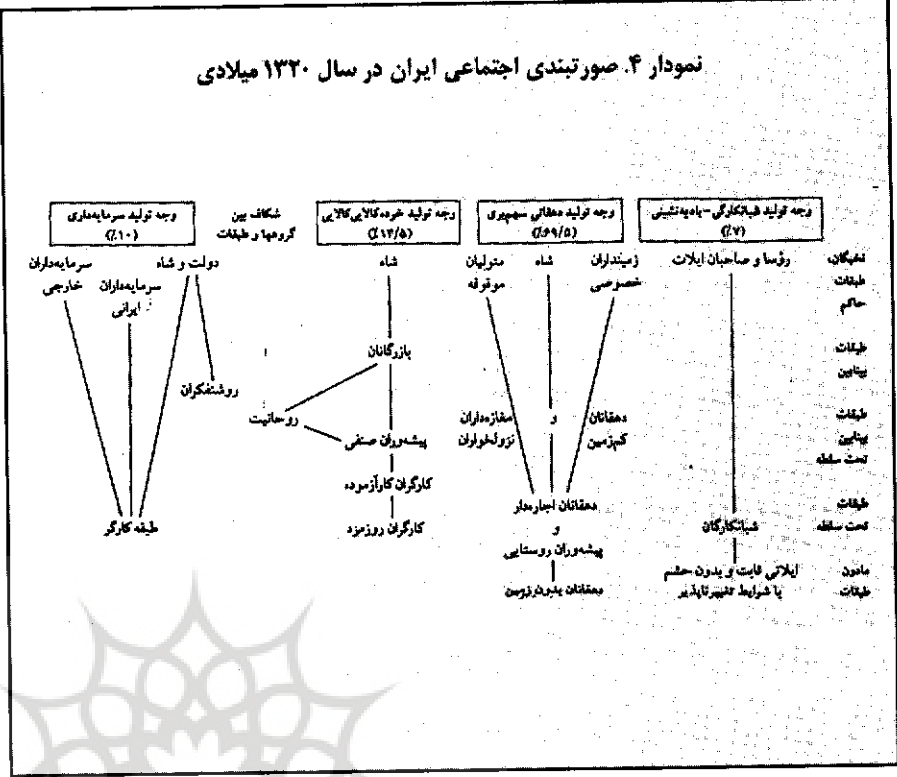 نمودار ۴. صورتبندی اجتماعی ایران در سال ۱۳۲۰ میلادی
وجه تولید شبانکارگی-بادیه‌نشینی
(٪۷)
وجه تولید دهقانی سهم‌بری
(٪۶۹/۵)
وجه تولید خرده‌کالایی‌کالایی
(٪۱۴/۵)
شکاف بین
گروهها و طبقات
وجه تولید سرمایه‌داری
(٪۱۰)
نخبگان،
طبقات
حاکم
رؤسا و صاحبان ایلات
زمینداران
خصوصی
شاه
متولیان
موقوفه
شاه
دولت و شاه
سرمایه‌داران
ایرانی
سرمایه‌داران
خارجی
طبقات
بینابین
بازرگانان
روشنفکران
طبقات
بینابین
تحت سلطه
دهقانان
کم‌زمین
و
مغازه‌داران
نزولخواران
روحانیت
پیشه‌وران صنفی
کارگران کارآزموده
طبقات
تحت سلطه
شبانکارگان
دهقانان اجاره‌دار
و
پیشه‌وران روستایی
کارگران روزمزد
طبقه کارگر
مادون
طبقات
ایلاتی ثابت و بدون حشم
با شرایط تغییرناپذیر
دهقانان بدون زمین